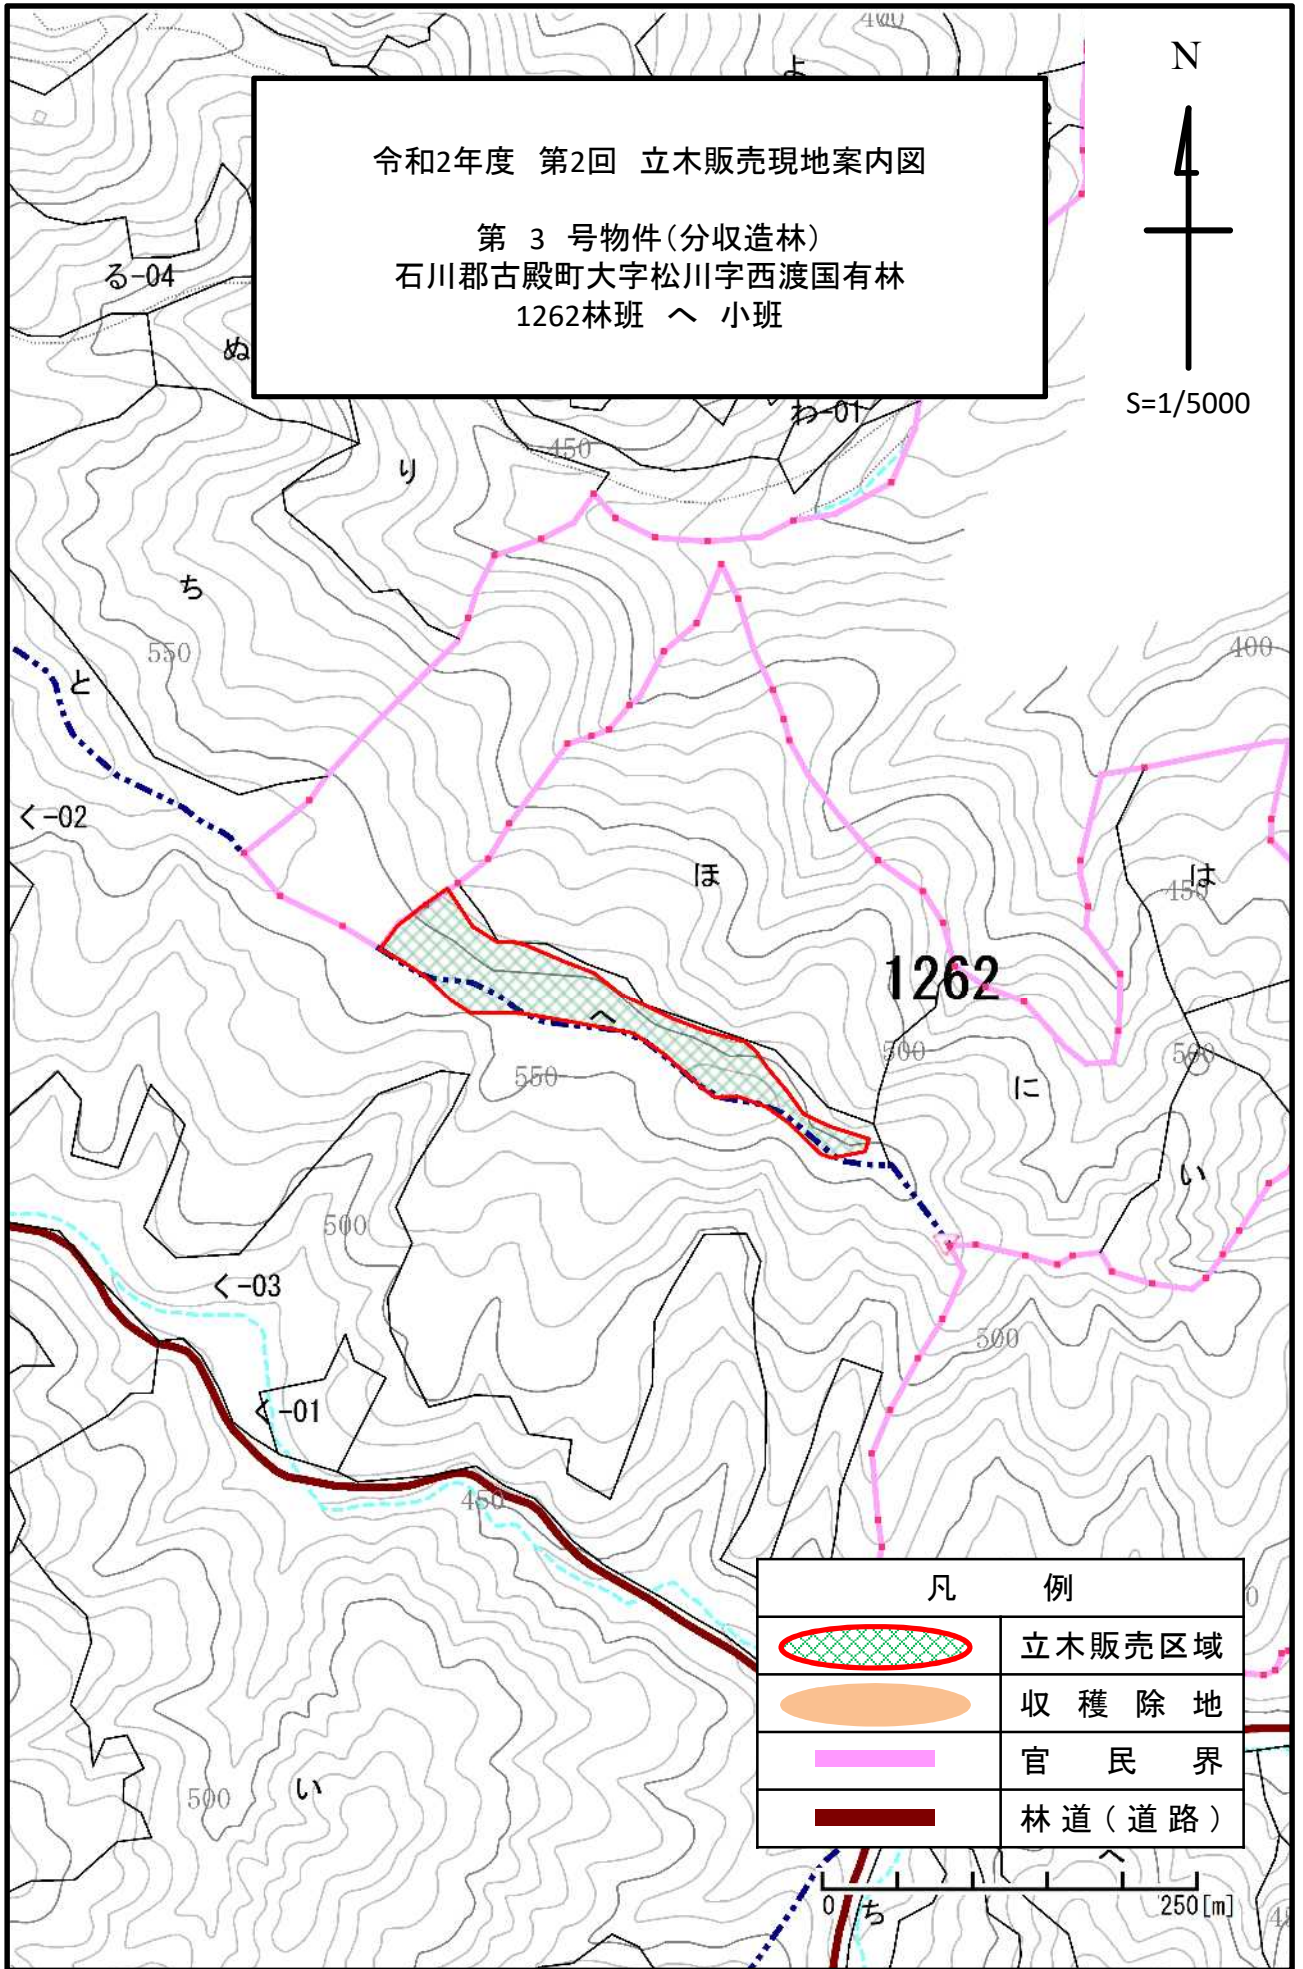 400
よ
N
令和2年度 第2回 立木販売現地案内図
第 3 号物件(分収造林)
石川郡古殿町大字松川字西渡国有林
1262林班 へ 小班
る-04
ぬ
S=1/5000
わ-01
450
り
ち
550
400
と
く-02
ほ
は
450
1262
へ
500
500
550
に
い
500
く-03
500
く-01
450
凡 例
立木販売区域
収穫除地
官民界
林道(道路)
500
い
へ
0
250[m]
ち